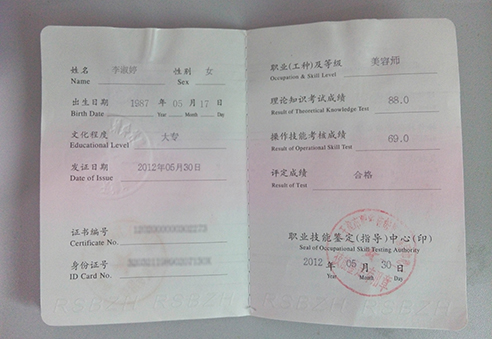 姓名 李淑婷 性别 女
Name Sex
出生日期 1987 年 05 月 17 日
Birth Date Year Month Day
文化程度 大专
Educational Level
发证日期 2012年05月30日
Date of Issue
证书编号
Certificate No.
身份证号
ID Card No.
职业(工种)及等级 美容师
Occupation & Skill Level
理论知识考试成绩 88.0
Result of Theoretical Knowledge Test
操作技能考核成绩 69.0
Result of Operational Skill Test
评定成绩 合格
Result of Test
职业技能鉴定(指导)中心(印)
Seal of Occupational Skill Testing Authority
2012 年 05 月 30 日
Year Month Day